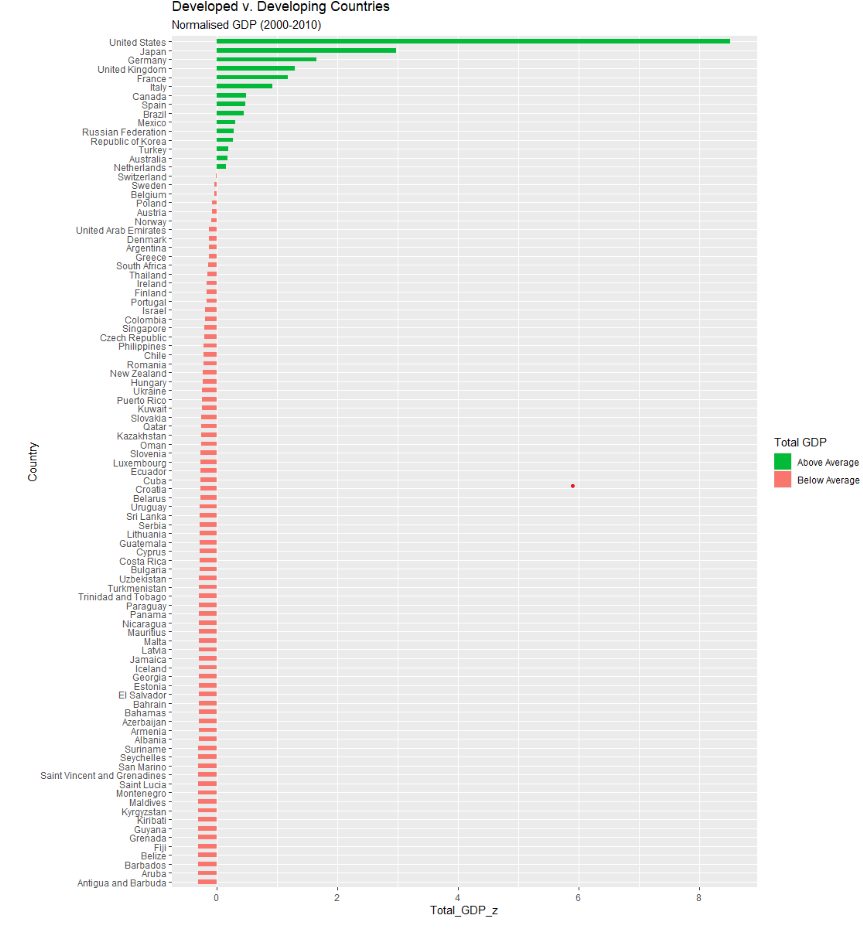 Developed v. Developing Countries
Normalised GDP (2000-2010)
United States
Japan
Germany
United Kingdom
France
Italy
Canada
Spain
Brazil
Mexico
Russian Federation
Republic of Korea
Turkey
Australia
Netherlands
Switzerland
Sweden
Belgium
Poland
Austria
Norway
United Arab Emirates
Denmark
Argentina
Greece
South Africa
Thailand
Ireland
Finland
Portugal
Israel
Colombia
Singapore
Czech Republic
Philippines
Chile
Romania
New Zealand
Hungary
Ukraine
Puerto Rico
Kuwait
Slovakia
Qatar
Kazakhstan
Oman
Slovenia
Luxembourg
Ecuador
Cuba
Croatia
Belarus
Uruguay
Sri Lanka
Serbia
Lithuania
Guatemala
Cyprus
Costa Rica
Bulgaria
Uzbekistan
Turkmenistan
Trinidad and Tobago
Paraguay
Panama
Nicaragua
Mauritius
Malta
Latvia
Jamaica
Iceland
Georgia
Estonia
El Salvador
Bahrain
Bahamas
Azerbaijan
Armenia
Albania
Suriname
Seychelles
San Marino
Saint Vincent and Grenadines
Saint Lucia
Montenegro
Maldives
Kyrgyzstan
Kiribati
Guyana
Grenada
Fiji
Belize
Barbados
Aruba
Antigua and Barbuda
Country
0 2 4 6 8
Total_GDP_z
Total GDP
Above Average
Below Average